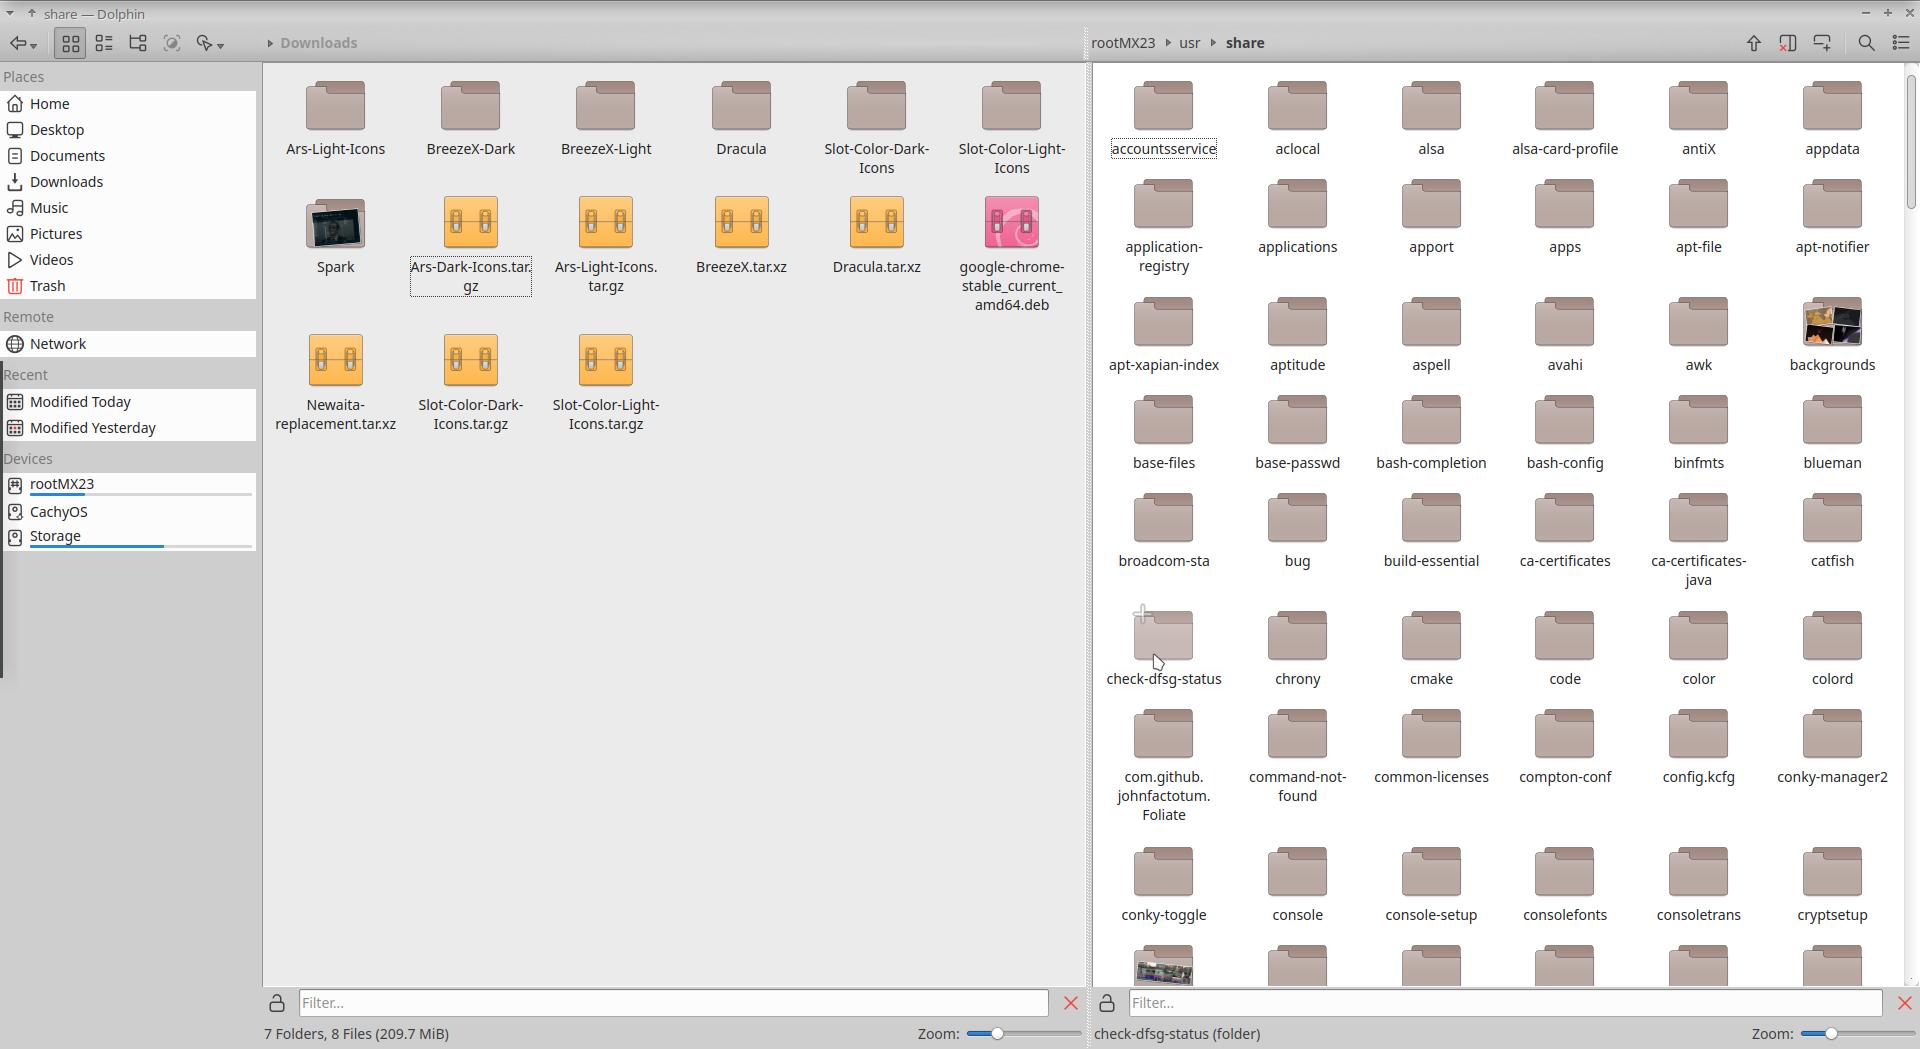 share — Dolphin
Downloads
rootMX23 usr share
Places
Home
Desktop
Documents
Downloads
Music
Pictures
Videos
Trash
Remote
Network
Recent
Modified Today
Modified Yesterday
Devices
rootMX23
CachyOS
Storage
Ars-Light-Icons
BreezeX-Dark
BreezeX-Light
Dracula
Slot-Color-Dark-
Icons
Slot-Color-Light-
Icons
Spark
Ars-Dark-Icons.tar.
gz
Ars-Light-Icons.
tar.gz
BreezeX.tar.xz
Dracula.tar.xz
google-chrome-
stable_current_
amd64.deb
Newaita-
replacement.tar.xz
Slot-Color-Dark-
Icons.tar.gz
Slot-Color-Light-
Icons.tar.gz
Filter...
7 Folders, 8 Files (209.7 MiB)
Zoom:
accountsservice
aclocal
alsa
alsa-card-profile
antiX
appdata
application-
registry
applications
apport
apps
apt-file
apt-notifier
apt-xapian-index
aptitude
aspell
avahi
awk
backgrounds
base-files
base-passwd
bash-completion
bash-config
binfmts
blueman
broadcom-sta
bug
build-essential
ca-certificates
ca-certificates-
java
catfish
check-dfsg-status
chrony
cmake
code
color
colord
com.github.
johnfactotum.
Foliate
command-not-
found
common-licenses
compton-conf
config.kcfg
conky-manager2
conky-toggle
console
console-setup
consolefonts
consoletrans
cryptsetup
Filter...
check-dfsg-status (folder)
Zoom: